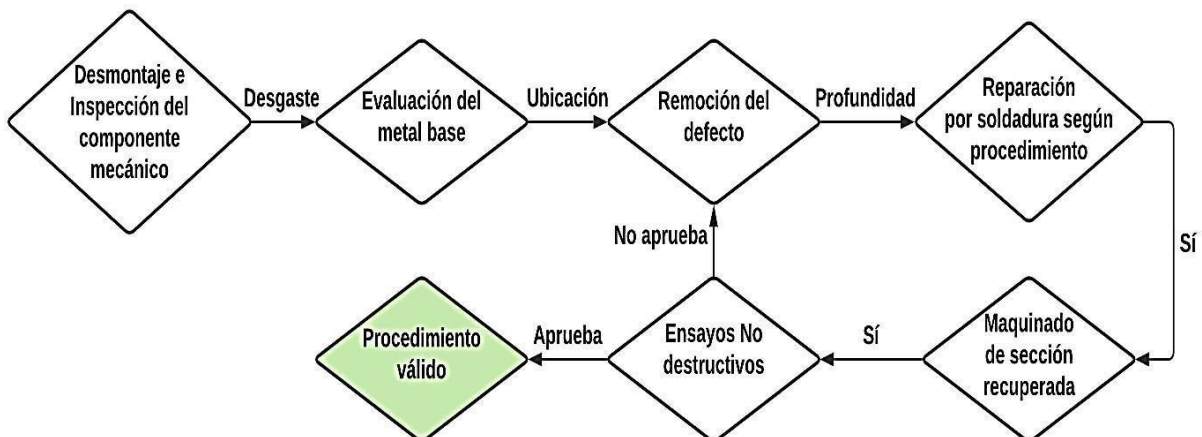 Desmontaje e
Inspección del
componente
mecánico
Desgaste
Evaluación del
metal base
Ubicación
Remoción del
defecto
Profundidad
Reparación
por soldadura según
procedimiento
Sí
Maquinado
de sección
recuperada
Sí
Ensayos No
destructivos
No aprueba
Aprueba
Procedimiento
válido